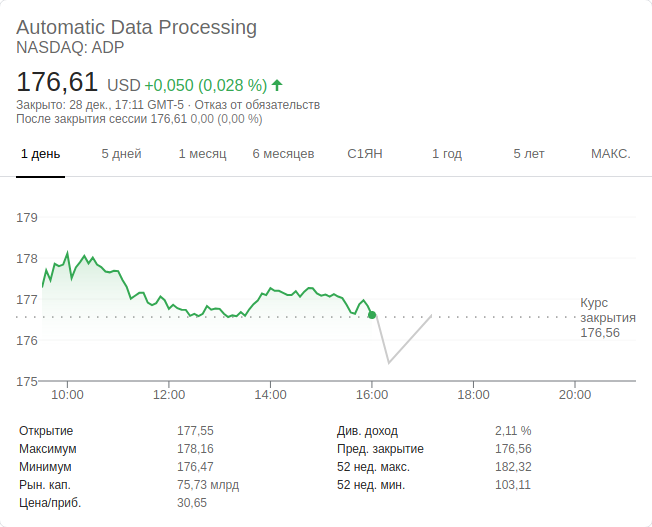 Automatic Data Processing
NASDAQ: ADP
176,61 USD +0,050 (0,028 %)
Закрыто: 28 дек., 17:11 GMT-5 · Отказ от обязательств
После закрытия сессии 176,61 0,00 (0,00 %)
1 день 5 дней 1 месяц 6 месяцев С1ЯН 1 год 5 лет МАКС.
179
178
177
176
175
Курс
закрытия
176,56
10:00 12:00 14:00 16:00 18:00 20:00
Открытие 177,55 Див. доход 2,11 %
Максимум 178,16 Пред. закрытие 176,56
Минимум 176,47 52 нед. макс. 182,32
Рын. кап. 75,73 млрд 52 нед. мин. 103,11
Цена/приб. 30,65